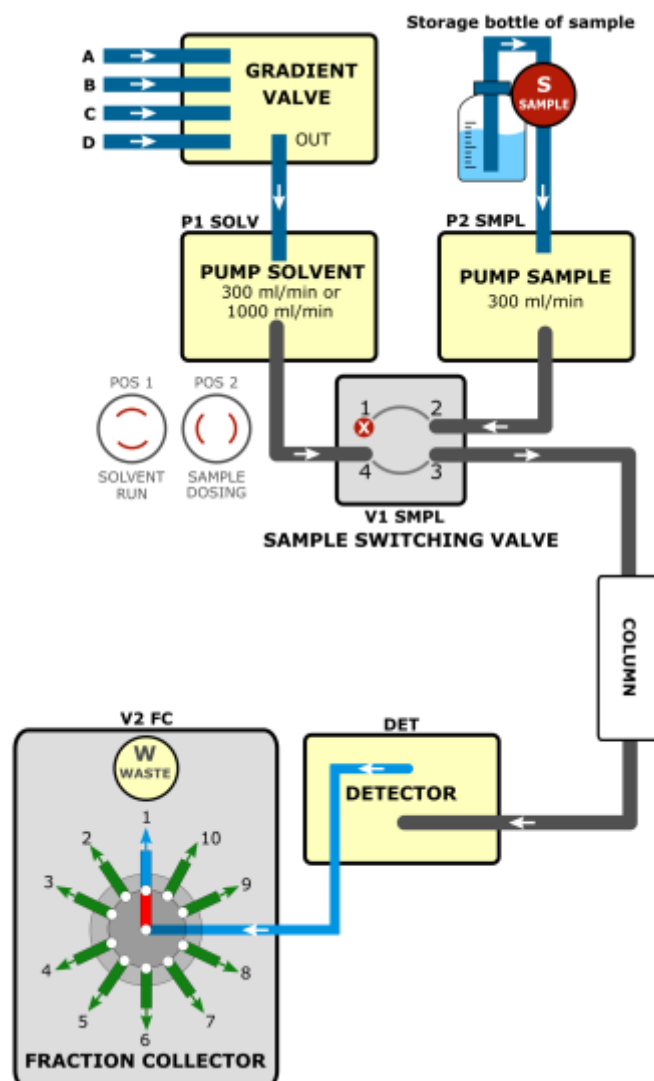 Storage bottle of sample
A
B
C
D
GRADIENT
VALVE
OUT
S
SAMPLE
P1 SOLV
PUMP SOLVENT
300 ml/min or
1000 ml/min
P2 SMPL
PUMP SAMPLE
300 ml/min
POS 1
SOLVENT
RUN
POS 2
SAMPLE
DOSING
1
2
X
4
3
V1 SMPL
SAMPLE SWITCHING VALVE
COLUMN
V2 FC
W
WASTE
DET
DETECTOR
1
2
10
3
9
4
8
5
7
6
FRACTION COLLECTOR